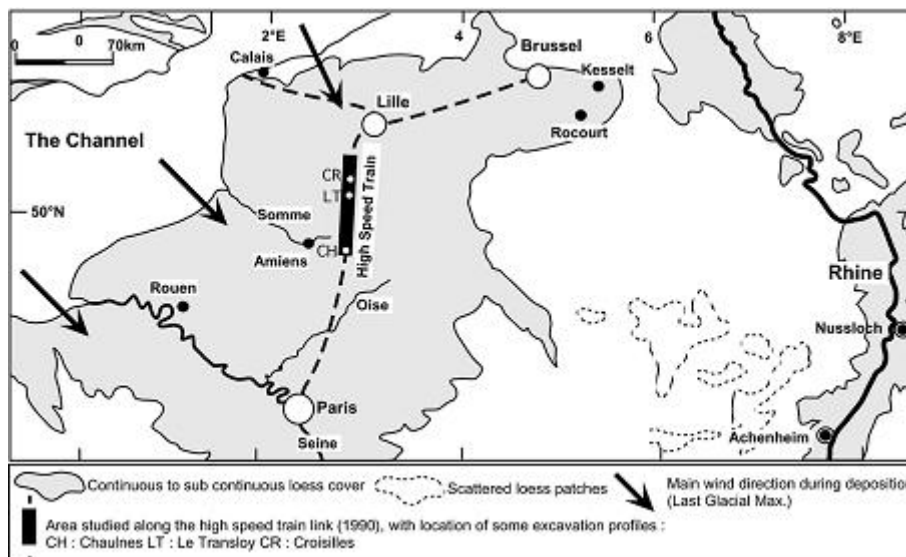 0 0 70km
2°E
4
6
8°E
Calais
Brussel
Kesselt
Lille
Rocourt
The Channel
CR
LT
50°N
Somme
High Speed Train
Amiens
CH
Rhine
Rouen
Oise
Nussloch
Paris
Achenheim
Seine
Continuous to sub continuous loess cover
Scattered loess patches
Main wind direction during deposition
(Last Glacial Max.)
Area studied along the high speed train link (1990), with location of some excavation profiles :
CH : Chaulnes LT : Le Transloy CR : Croisilles